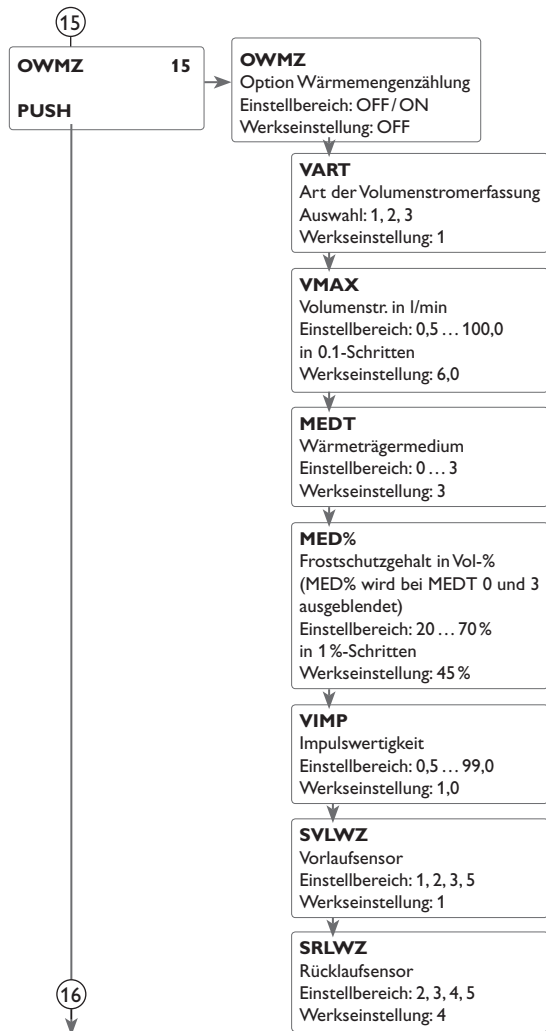 15
OWMZ 15
PUSH
OWMZ
Option Wärmemengenzählung
Einstellbereich: OFF / ON
Werkseinstellung: OFF
VART
Art der Volumenstromerfassung
Auswahl: 1, 2, 3
Werkseinstellung: 1
VMAX
Volumenstr. in l/min
Einstellbereich: 0,5 … 100,0
in 0.1-Schritten
Werkseinstellung: 6,0
MEDT
Wärmeträgermedium
Einstellbereich: 0 … 3
Werkseinstellung: 3
MED%
Frostschutzgehalt in Vol-%
(MED% wird bei MEDT 0 und 3
ausgeblendet)
Einstellbereich: 20 … 70 %
in 1 %-Schritten
Werkseinstellung: 45 %
VIMP
Impulswertigkeit
Einstellbereich: 0,5 … 99,0
Werkseinstellung: 1,0
SVLWZ
Vorlaufsensor
Einstellbereich: 1, 2, 3, 5
Werkseinstellung: 1
SRLWZ
Rücklaufsensor
Einstellbereich: 2, 3, 4, 5
Werkseinstellung: 4
16